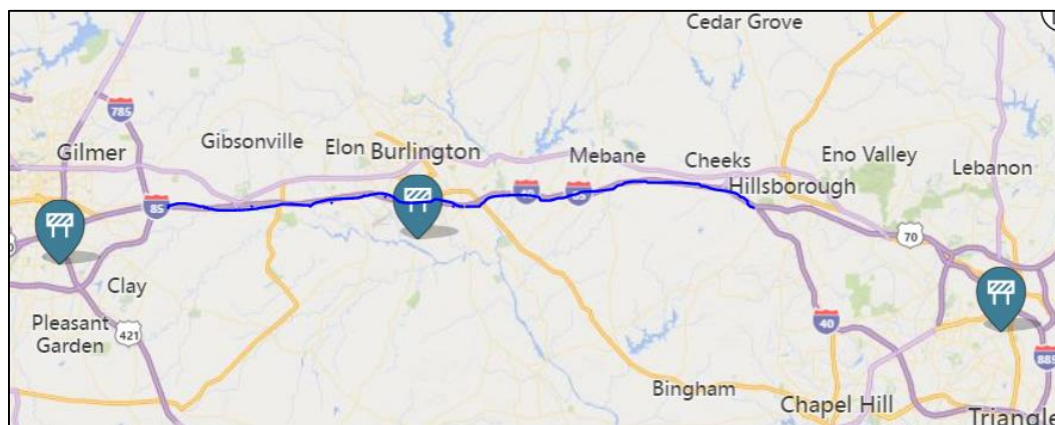 Cedar Grove
785
Gilmer
Gibsonville
Elon
Burlington
Mebane
Cheeks
Eno Valley
Lebanon
85
Hillsborough
70
Clay
Pleasant
Garden
421
40
885
Bingham
Chapel Hill
Triangle